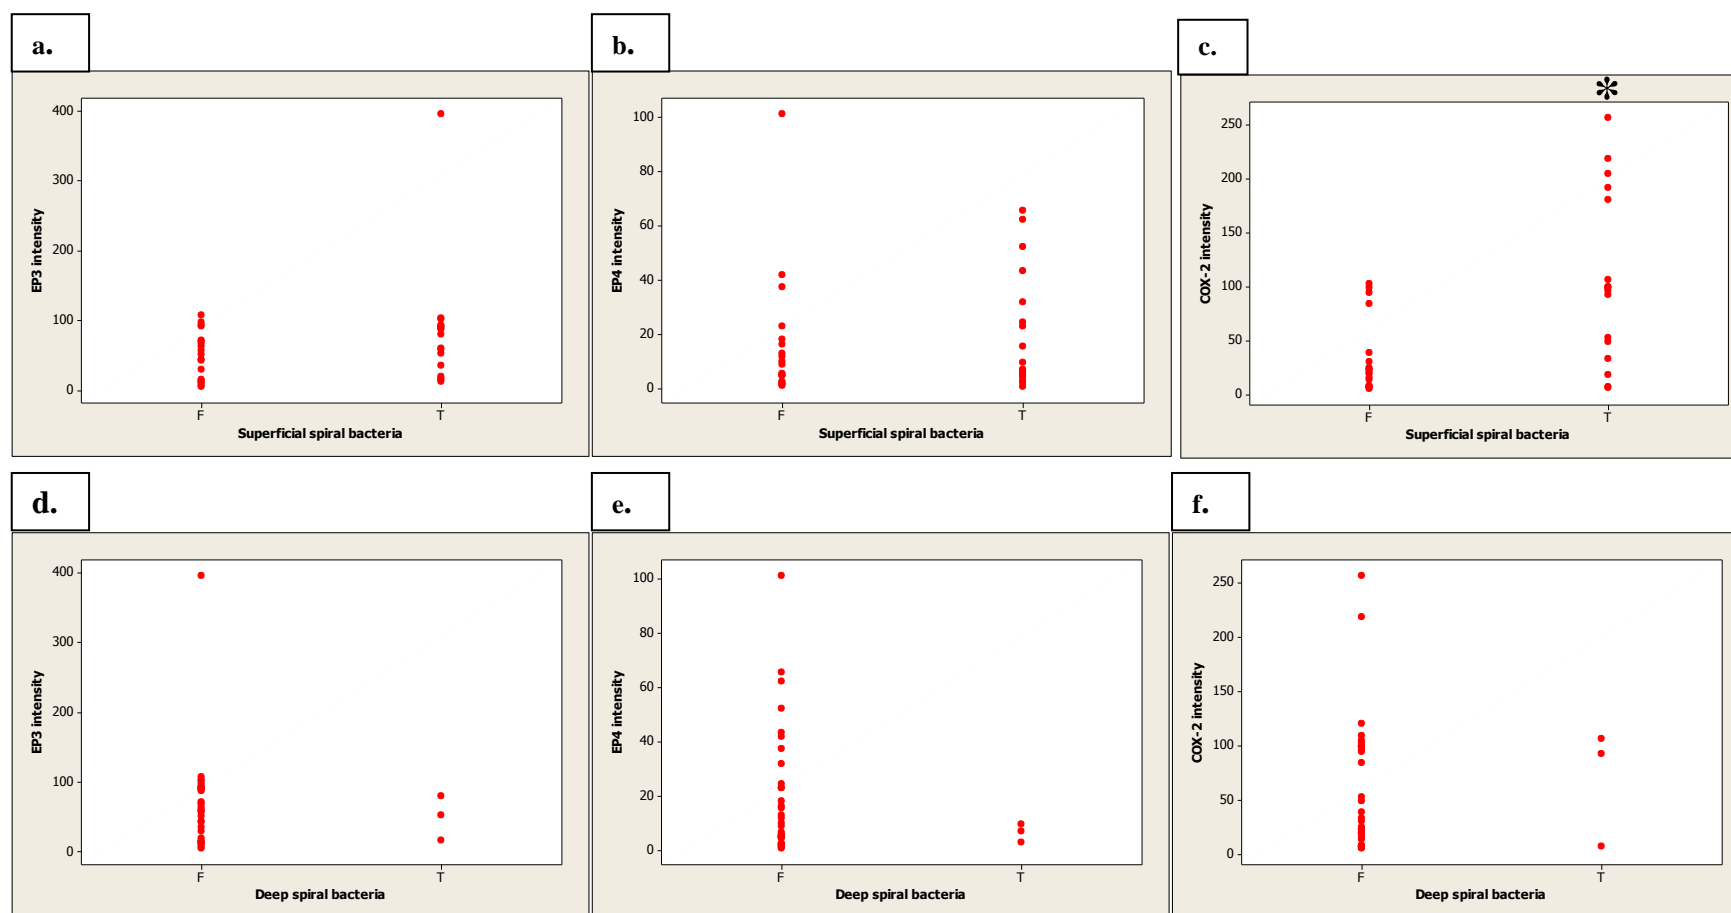 a.
400
300
200
100
0
EP3 intensity
F
T
Superficial spiral bacteria
b.
100
80
60
40
20
0
EP4 intensity
F
T
Superficial spiral bacteria
c.
*
250
200
150
100
50
0
COX-2 intensity
F
T
Superficial spiral bacteria
d.
400
300
200
100
0
EP3 intensity
F
T
Deep spiral bacteria
e.
100
80
60
40
20
0
EP4 intensity
F
T
Deep spiral bacteria
f.
250
200
150
100
50
0
COX-2 intensity
F
T
Deep spiral bacteria